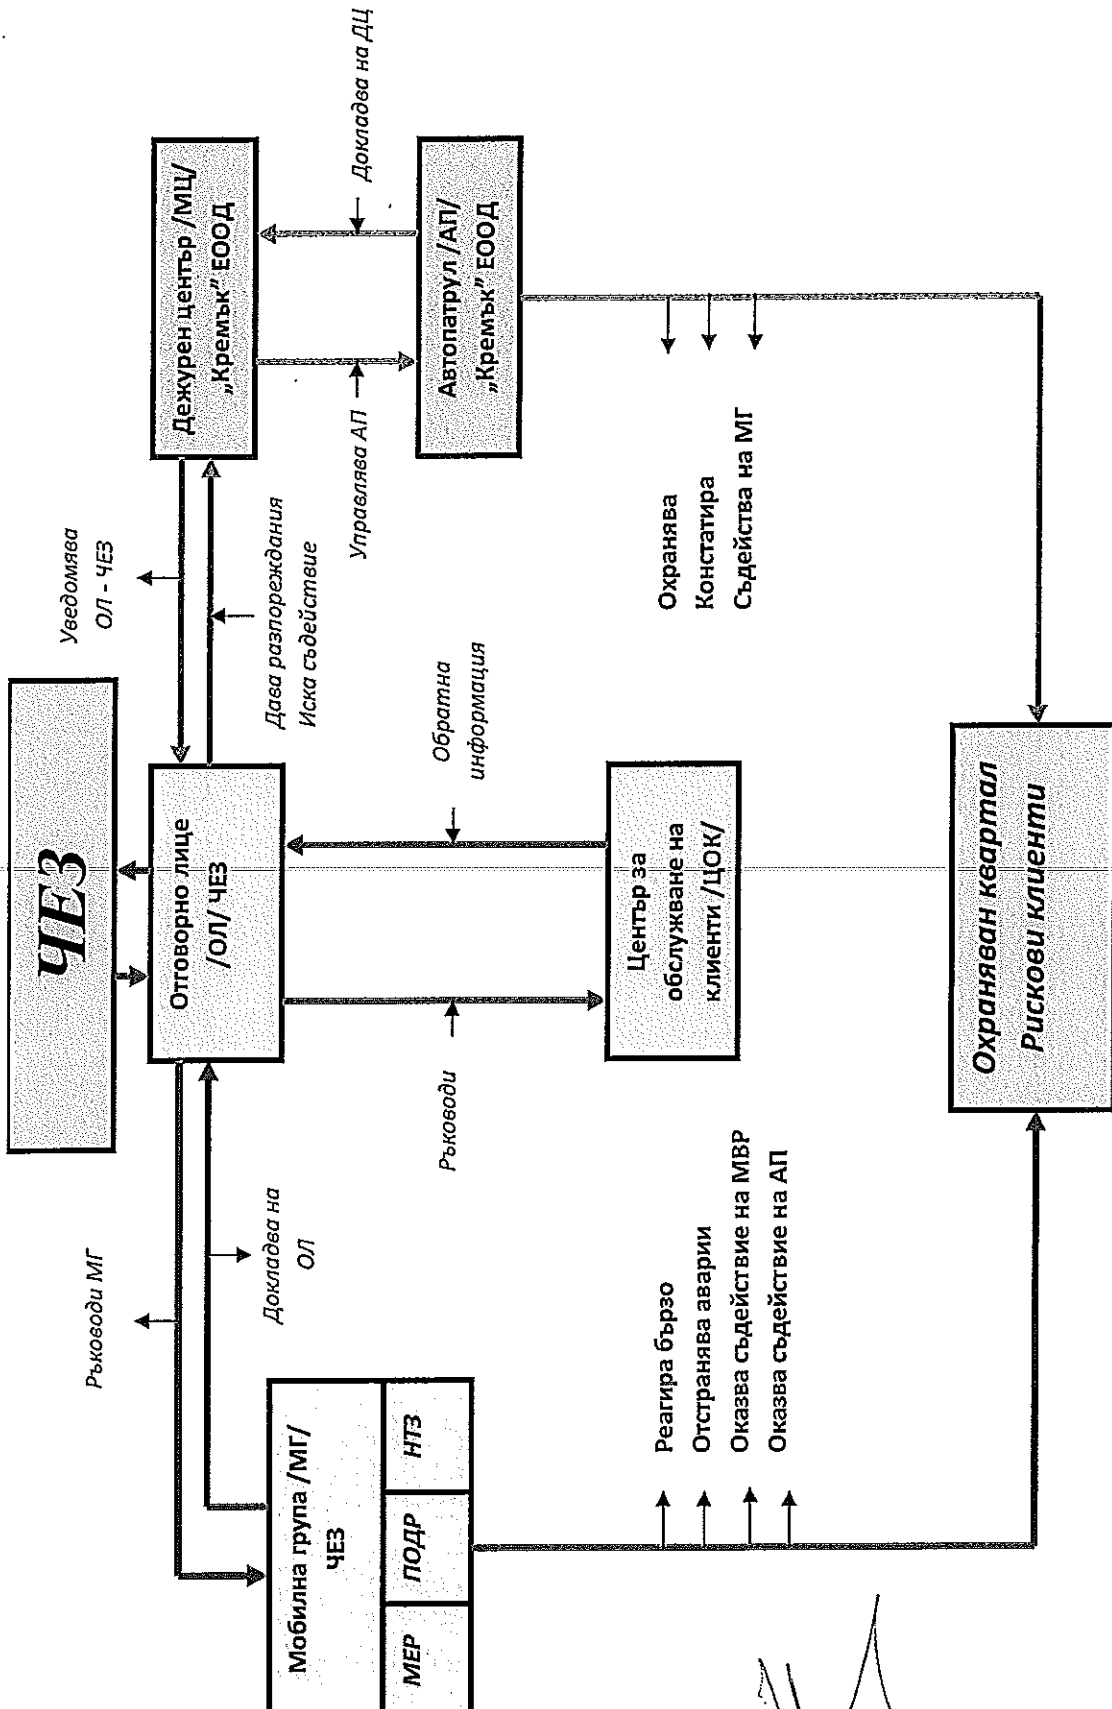 ЧЕЗ
Ръководи МГ
Уведомява
ОЛ - ЧЕЗ
Отговорно лице
/ОЛ/ ЧЕЗ
Дежурен център /МЦ/
„Кремък” ЕООД
Докладва на
ОЛ
Дава разпореждания
Иска съдействие
Мобилна група /МГ/
ЧЕЗ
МЕР
ПОДР
НТЗ
Управлява АП
Докладва на ДЦ
Ръководи
Обратна
информация
Автопатрул /АП/
„Кремък” ЕООД
Център за
обслужване на
клиенти /ЦОК/
Реагира бързо
Отстранява аварии
Оказва съдействие на МВР
Оказва съдействие на АП
Охранява
Констатира
Съдейства на МГ
Охраняван квартал
Рискови клиенти